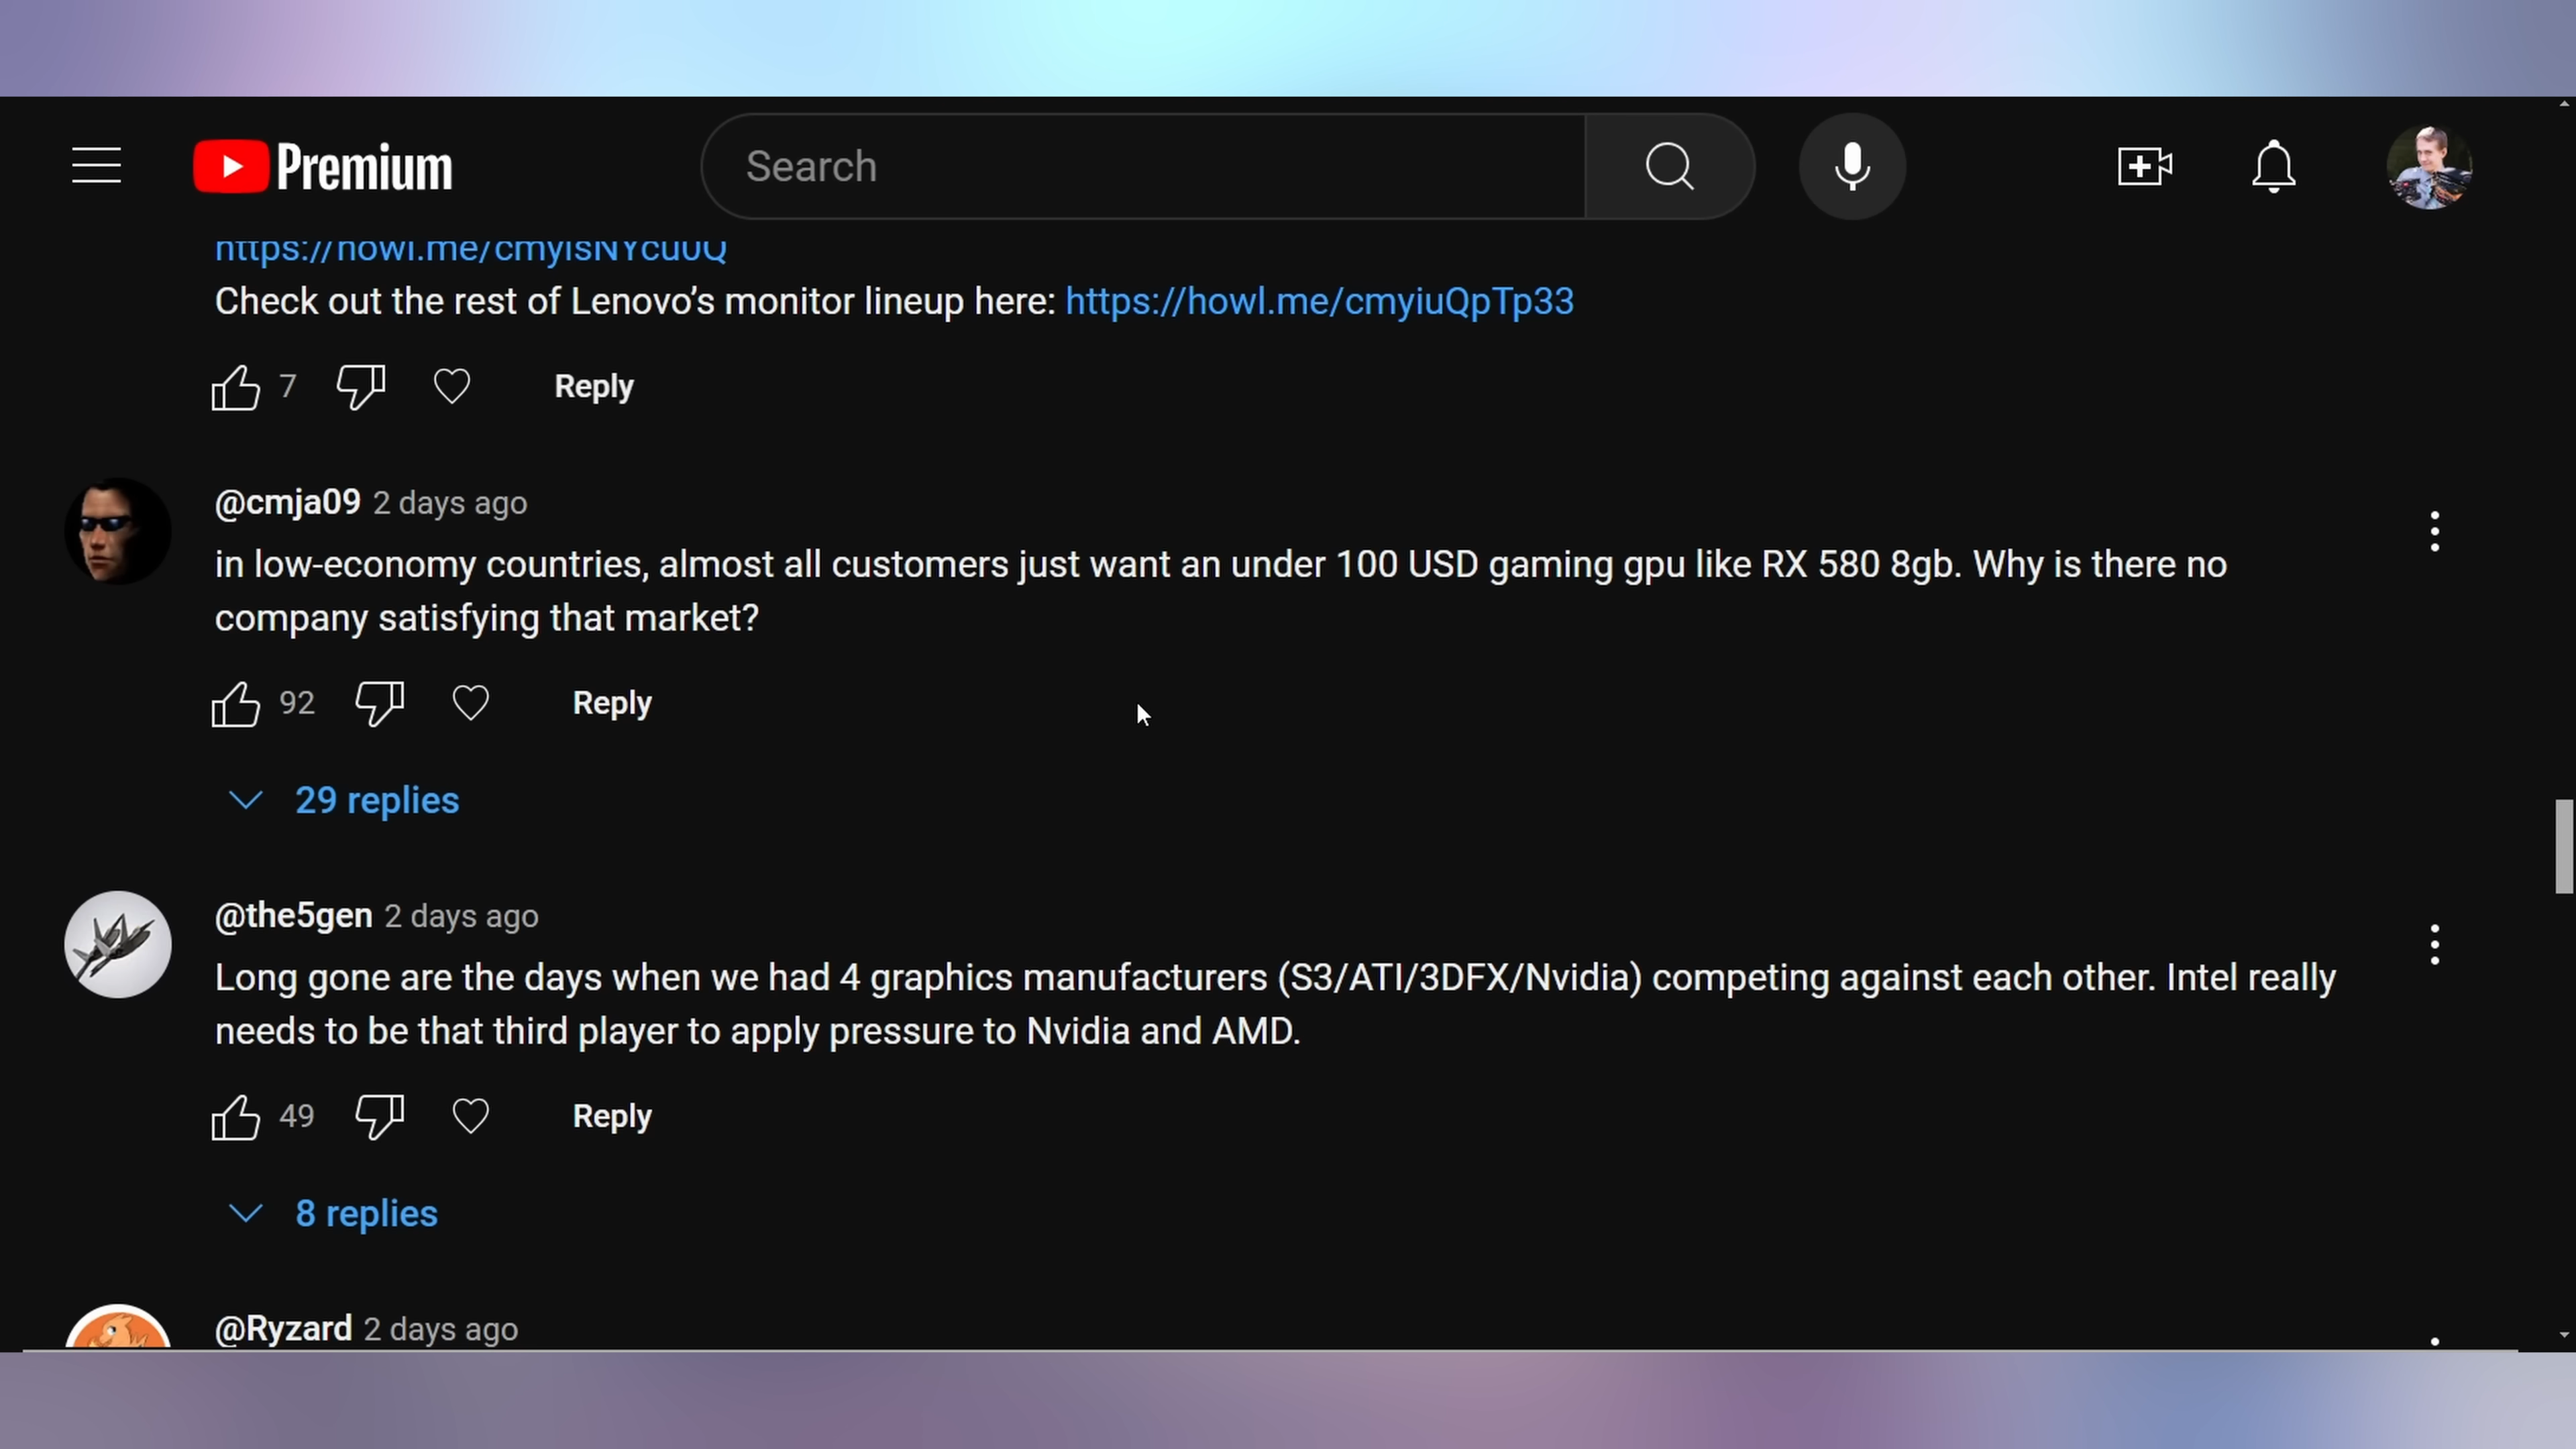 Premium
Search
Check out the rest of Lenovo’s monitor lineup here: https://howl.me/cmyiuQpTp33
7
Reply
@cmja09 2 days ago
in low-economy countries, almost all customers just want an under 100 USD gaming gpu like RX 580 8gb. Why is there no
company satisfying that market?
92
Reply
29 replies
@the5gen 2 days ago
Long gone are the days when we had 4 graphics manufacturers (S3/ATI/3DFX/Nvidia) competing against each other. Intel really
needs to be that third player to apply pressure to Nvidia and AMD.
49
Reply
8 replies
@Ryzard 2 days ago